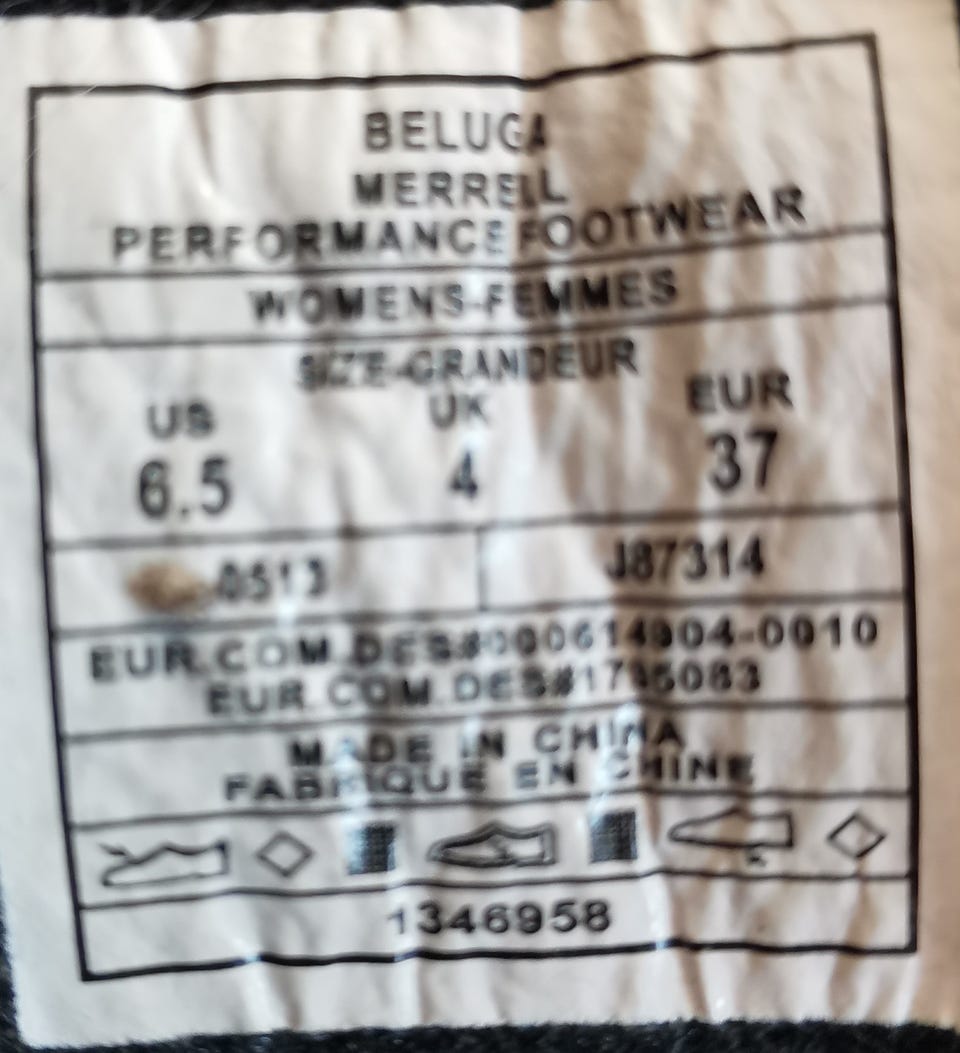 BELUGA
MERRELL
PERFORMANCE FOOTWEAR
WOMENS-FEMMES
SIZE-GRANDEUR
US UK EUR
6.5 4 37
0513 J87314
EUR.COM.DES#000614904-0010
EUR.COM.DES
MADE IN CHINA
FABRIQUE EN CHINE
1346958